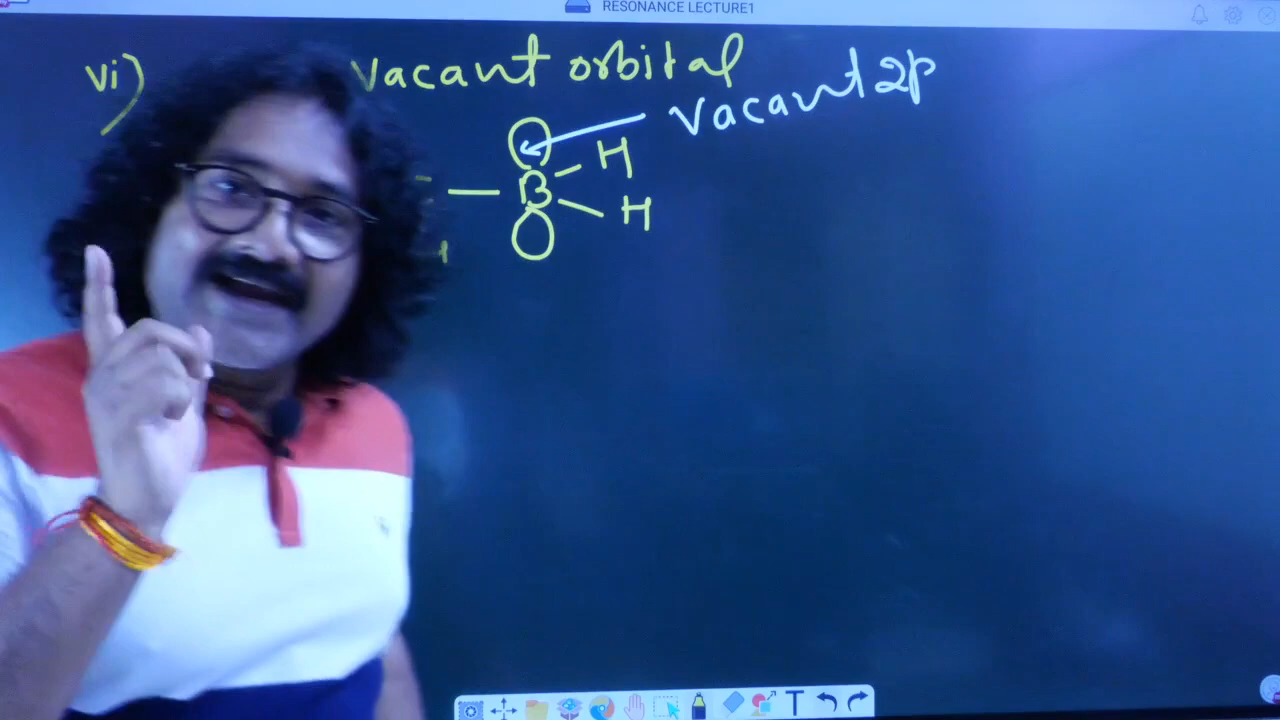 RESONANCE LECTURE1
vi) vacant orbital
vacant 2p
H
B
H
T